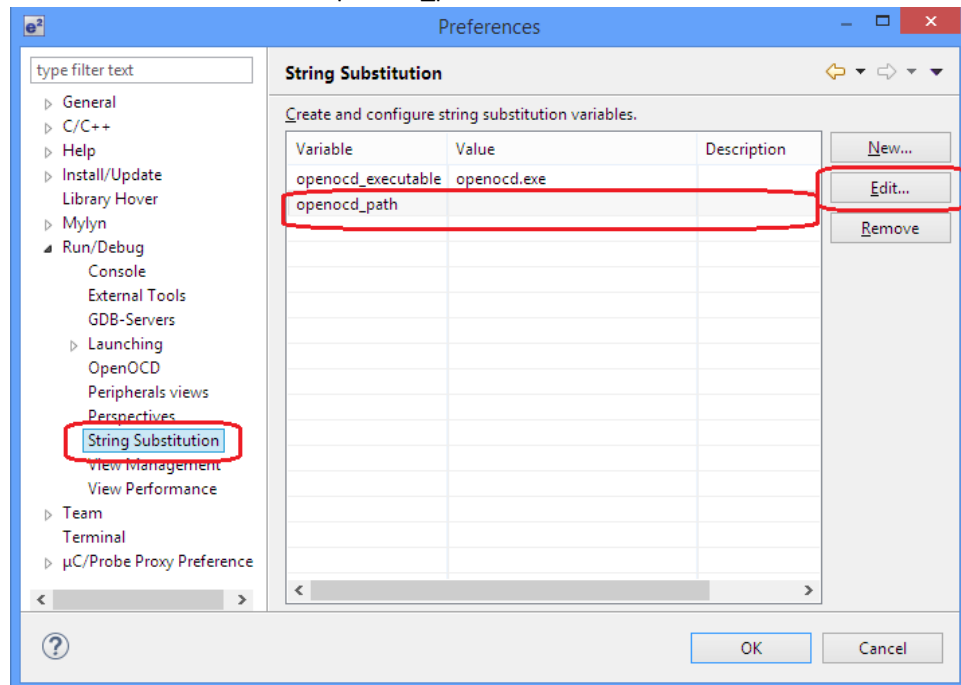 e²
Preferences
type filter text
General
C/C++
Help
Install/Update
Library Hover
Mylyn
Run/Debug
Console
External Tools
GDB-Servers
Launching
OpenOCD
Peripherals views
Perspectives
String Substitution
View Management
View Performance
Team
Terminal
µC/Probe Proxy Preference
String Substitution
Create and configure string substitution variables.
Variable Value Description
openocd_executable openocd.exe
openocd_path
New...
Edit...
Remove
OK
Cancel